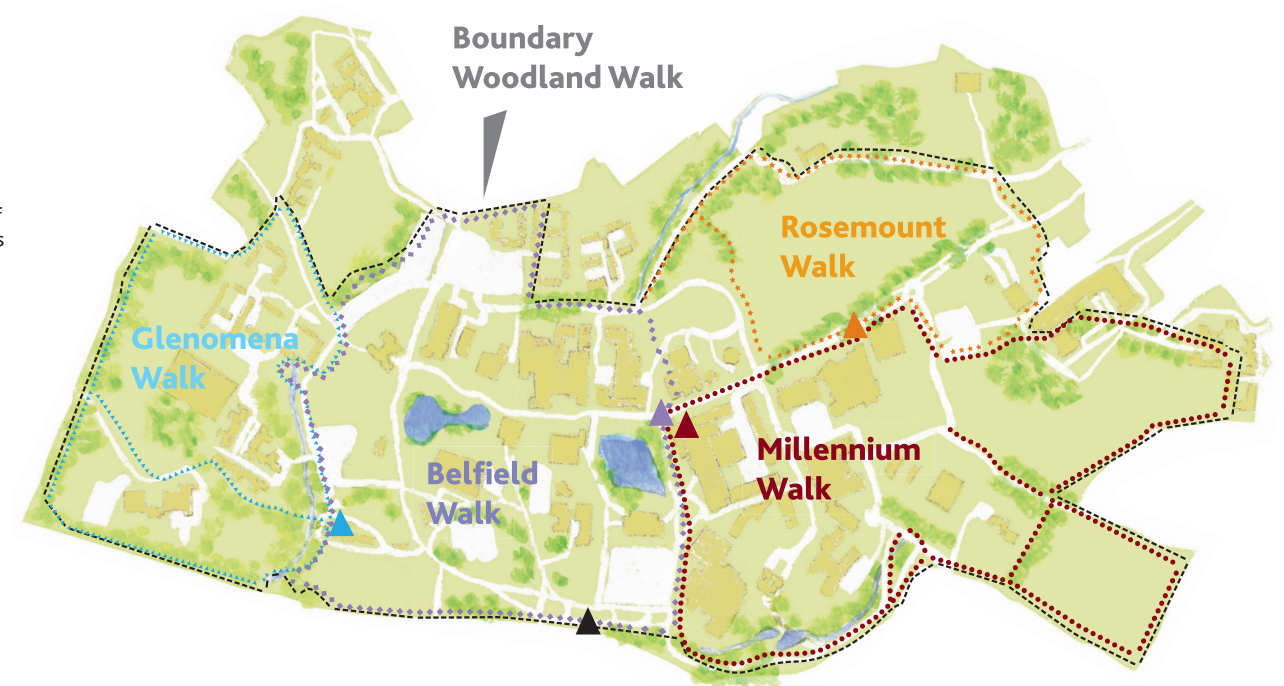 Boundary
Woodland Walk
Rosemount
Walk
Glenomena
Walk
Millennium
Walk
Belfield
Walk
f
s